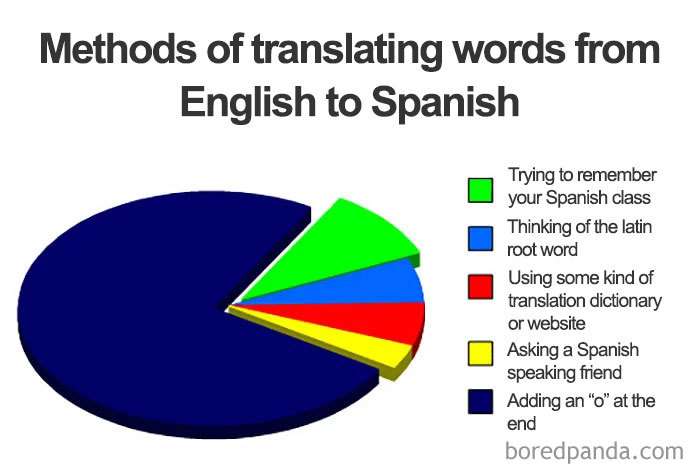 Methods of translating words from
English to Spanish
Trying to remember
your Spanish class
Thinking of the latin
root word
Using some kind of
translation dictionary
or website
Asking a Spanish
speaking friend
Adding an “o” at the
end
boredpanda.com